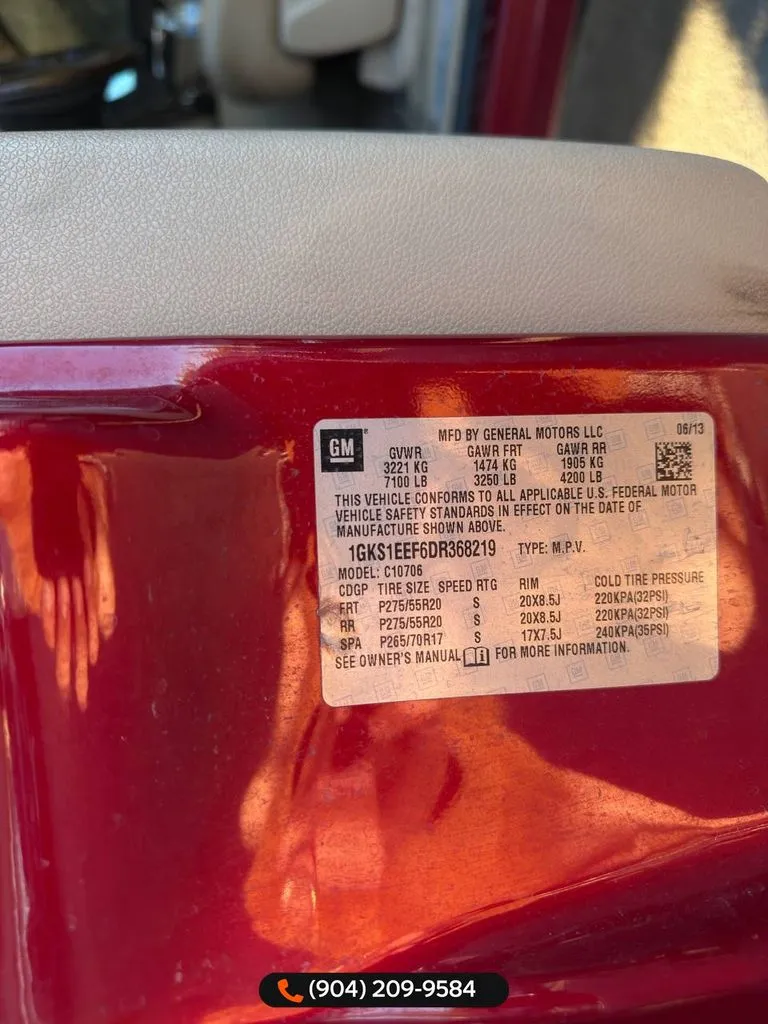 GM®
MFD BY GENERAL MOTORS LLC 06/13
GVWR GAWR FRT GAWR RR
3221 KG 1474 KG 1905 KG
7100 LB 3250 LB 4200 LB
THIS VEHICLE CONFORMS TO ALL APPLICABLE U.S. FEDERAL MOTOR
VEHICLE SAFETY STANDARDS IN EFFECT ON THE DATE OF
MANUFACTURE SHOWN ABOVE.
1GKS1EEF6DR368219 TYPE: M.P.V.
MODEL: C10706
CDGP TIRE SIZE SPEED RTG RIM COLD TIRE PRESSURE
FRT P275/55R20 S 20X8.5J 220KPA(32PSI)
RR P275/55R20 S 20X8.5J 220KPA(32PSI)
SPA P265/70R17 S 17X7.5J 240KPA(35PSI)
SEE OWNER'S MANUAL FOR MORE INFORMATION.
(904) 209-9584